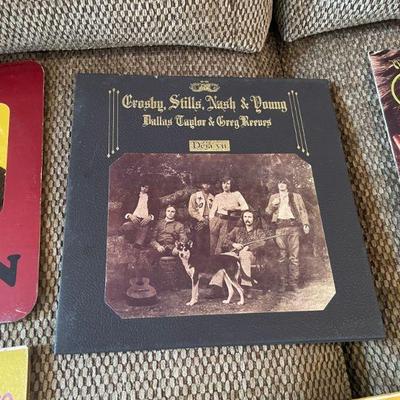 Crosby, Stills, Nash & Young
Dallas Taylor & Greg Reeves
Déjà vu